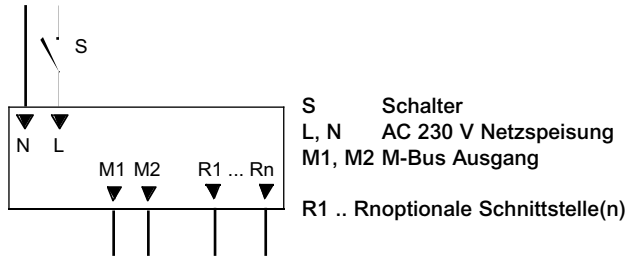 S
N L
M1 M2 R1 ... Rn
S Schalter
L, N AC 230 V Netzspeisung
M1, M2 M-Bus Ausgang
R1 .. Rnoptionale Schnittstelle(n)